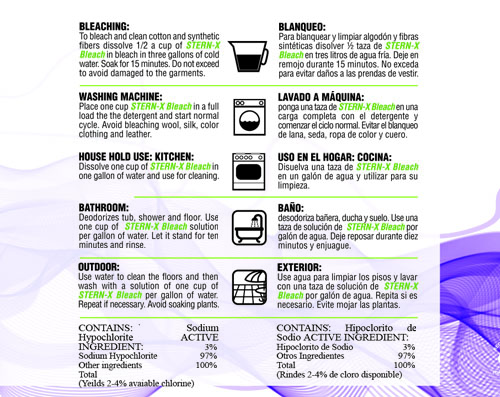 BLEACHING:
To bleach and clean cotton and synthetic
fibers dissolve 1/2 a cup of STERN-X
Bleach in bleach in three gallons of cold
water. Soak for 15 minutes. Do not exceed
to avoid damaged to the garments.
BLANQUEO:
Para blanquear y limpiar algodón y fibras
sintéticas disolver ½ taza de STERN-X
Bleach en tres litros de agua fría. Deje en
remojo durante 15 minutos. No exceda
para evitar daños a las prendas de vestir.
WASHING MACHINE:
Place one cup STERN-X Bleach in a full
load the the detergent and start normal
cycle. Avoid bleaching wool, silk, color
clothing and leather.
LAVADO A MÁQUINA:
ponga una taza de STERN-X Bleach en una
carga completa con el detergente y
comenzar el ciclo normal. Evitar el blanqueo
de lana, seda, ropa de color y cuero.
HOUSE HOLD USE: KITCHEN:
Dissolve one cup of STERN-X Bleach in
one gallon of water and use for cleaning.
USO EN EL HOGAR: COCINA:
Disuelva una taza de STERN-X Bleach
en un galón de agua y utilizar para su
limpieza.
BATHROOM:
Deodorizes tub, shower and floor. Use
one cup of STERN-X Bleach solution
per gallon of water. Let it stand for ten
minutes and rinse.
BAÑO:
desodoriza bañera, ducha y suelo. Use una
taza de solución de STERN-X Bleach por
galón de agua. Deje reposar durante diez
minutos y enjuague.
OUTDOOR:
Use water to clean the floors and then
wash with a solution of one cup of
STERN-X Bleach per gallon of water.
Repeat if necessary. Avoid soaking plants.
EXTERIOR:
Use agua para limpiar los pisos y lavar
con una taza de solución de STERN-X
Bleach por galón de agua. Repita si es
necesario. Evite mojar las plantas.
CONTAINS: Sodium
Hypochlorite ACTIVE
INGREDIENT: 3%
Sodium Hypochlorite 97%
Other ingredients 100%
Total
(Yeilds 2-4% avaiable chlorine)
CONTAINS: Hipoclorito de
Sodio ACTIVE INGREDIENT:
Hipoclorito de Sodio 3%
Otros Ingredientes 97%
Total 100%
(Rindes 2-4% de cloro disponible)